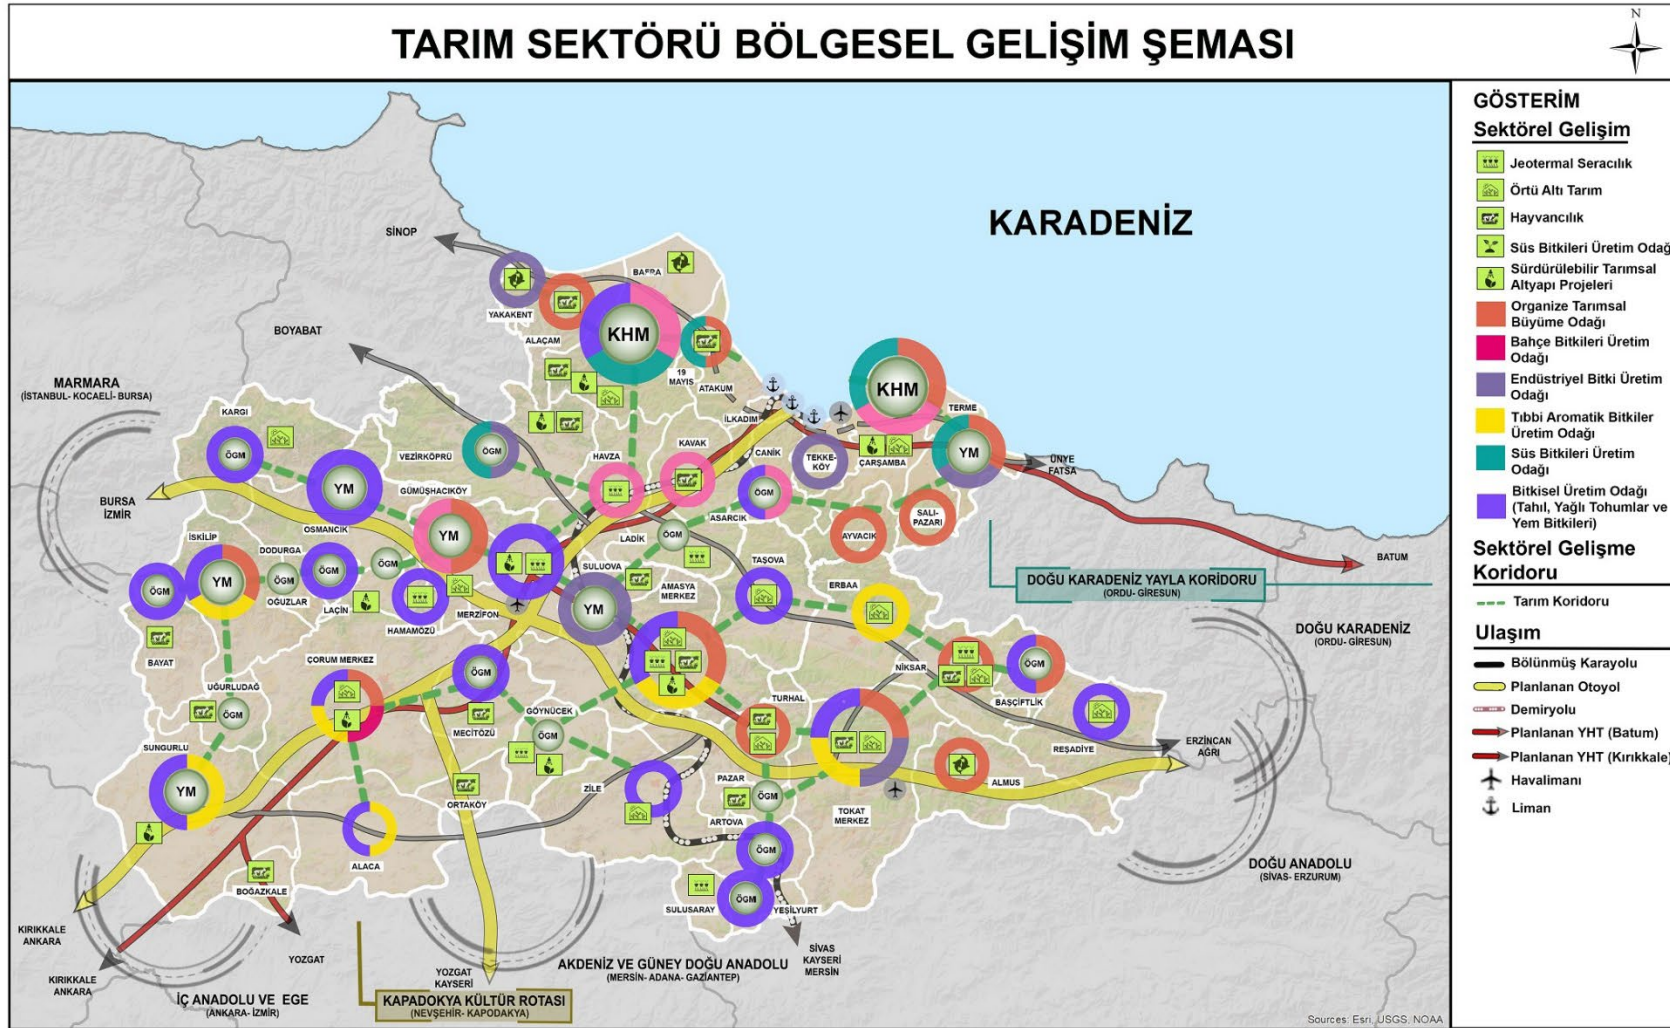 TARIM SEKTÖRÜ BÖLGESEL GELİŞİM ŞEMASI
N
KARADENİZ
SİNOP
BOYABAT
MARMARA
(İSTANBUL- KOCAELİ- BURSA)
BURSA
İZMİR
YAKAKENT
ALAÇAM
BAFRA
KHM
19
MAYIS
ATAKUM
İLKADIM
KHM
TERME
YM
ÇARŞAMBA
TEKKE-
KÖY
CANİK
KAVAK
HAVZA
VEZİRKÖPRÜ
ÖGM
ÖGM
ASARCIK
AYVACIK
SALI-
PAZARI
ÜNYE
FATSA
BATUM
KARGI
ÖGM
YM
OSMANCIK
GÜMÜŞHACIKÖY
YM
LADİK
ÖGM
İSKİLİP
YM
DODURGA
ÖGM
OĞUZLAR
ÖGM
LAÇİN
ÖGM
HAMAMÖZÜ
MERZİFON
SULUOVA
YM
AMASYA
MERKEZ
TAŞOVA
ERBAA
ÖGM
BAYAT
DOĞU KARADENİZ YAYLA KORİDORU
(ORDU- GİRESUN)
DOĞU KARADENİZ
(ORDU- GİRESUN)
ÇORUM MERKEZ
UĞURLUDAĞ
ÖGM
ÖGM
MECİTÖZÜ
GÖYNÜCEK
ÖGM
TURHAL
NİKSAR
ÖGM
BAŞÇİFTLİK
REŞADİYE
ERZİNCAN
AĞRI
SUNGURLU
YM
ALACA
ORTAKÖY
ZİLE
PAZAR
ÖGM
ARTOVA
ÖGM
TOKAT
MERKEZ
ALMUS
BOĞAZKALE
SULUSARAY
ÖGM
YEŞİLYURT
DOĞU ANADOLU
(SİVAS- ERZURUM)
KIRIKKALE
ANKARA
KIRIKKALE
ANKARA
YOZGAT
YOZGAT
KAYSERİ
SİVAS
KAYSERİ
MERSİN
İÇ ANADOLU VE EGE
(ANKARA- İZMİR)
KAPADOKYA KÜLTÜR ROTASI
(NEVŞEHİR- KAPODAKYA)
AKDENİZ VE GÜNEY DOĞU ANADOLU
(MERSİN- ADANA- GAZİANTEP)
Sources: Esri, USGS, NOAA
GÖSTERİM
Sektörel Gelişim
Jeotermal Seracılık
Örtü Altı Tarım
Hayvancılık
Süs Bitkileri Üretim Odağı
Sürdürülebilir Tarımsal
Altyapı Projeleri
Organize Tarımsal
Büyüme Odağı
Bahçe Bitkileri Üretim
Odağı
Endüstriyel Bitki Üretim
Odağı
Tıbbi Aromatik Bitkiler
Üretim Odağı
Süs Bitkileri Üretim
Odağı
Bitkisel Üretim Odağı
(Tahıl, Yağlı Tohumlar ve
Yem Bitkileri)
Sektörel Gelişme
Koridoru
Tarım Koridoru
Ulaşım
Bölünmüş Karayolu
Planlanan Otoyol
Demiryolu
Planlanan YHT (Batum)
Planlanan YHT (Kırıkkale)
Havalimanı
Liman